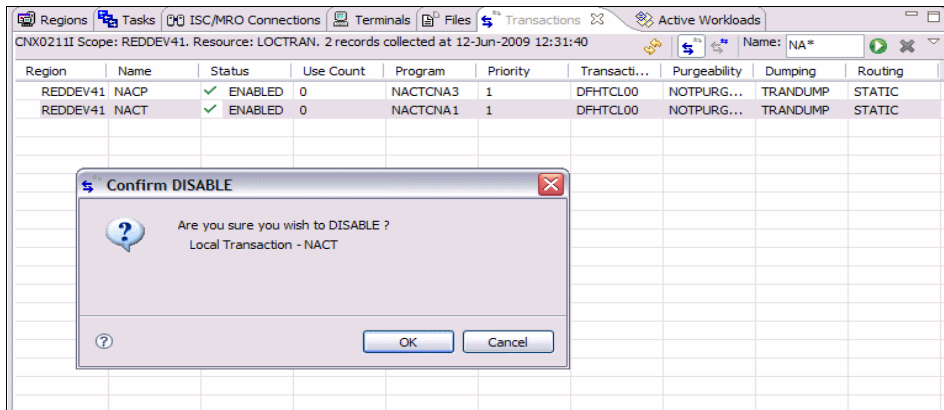 Regions Tasks ISC/MRO Connections Terminals Files Transactions Active Workloads
CNX0211I Scope: REDDEV41. Resource: LOCTRAN. 2 records collected at 12-Jun-2009 12:31:40 Name: NA*
Region Name Status Use Count Program Priority Transacti... Purgeability Dumping Routing
REDDEV41 NACP ENABLED 0 NACTCNA3 1 DFHTCL00 NOTPURG... TRANDUMP STATIC
REDDEV41 NACT ENABLED 0 NACTCNA1 1 DFHTCL00 NOTPURG... TRANDUMP STATIC
Confirm DISABLE
Are you sure you wish to DISABLE ?
Local Transaction - NACT
OK Cancel